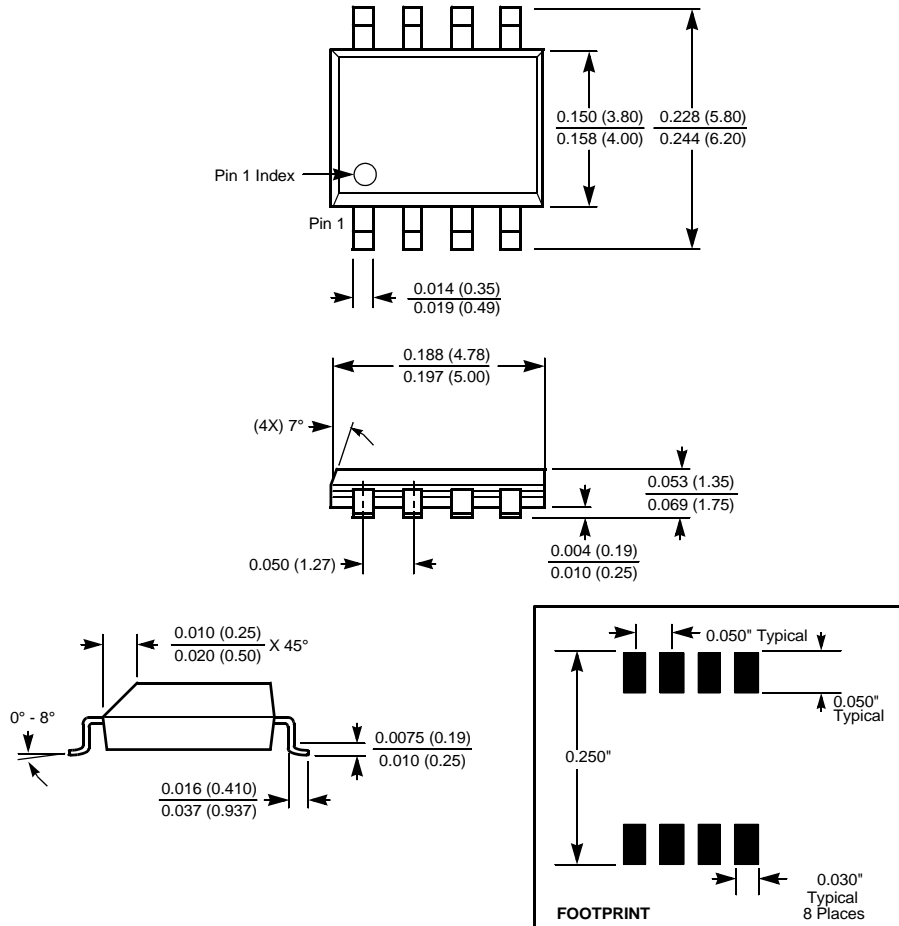 0.150 (3.80)
0.158 (4.00)
0.228 (5.80)
0.244 (6.20)
Pin 1 Index
Pin 1
0.014 (0.35)
0.019 (0.49)
0.188 (4.78)
0.197 (5.00)
(4X) 7°
0.053 (1.35)
0.069 (1.75)
0.050 (1.27)
0.004 (0.19)
0.010 (0.25)
0.010 (0.25)
0.020 (0.50)
X 45°
0° - 8°
0.0075 (0.19)
0.010 (0.25)
0.016 (0.410)
0.037 (0.937)
0.050" Typical
0.050"
Typical
0.250"
0.030"
Typical
8 Places
FOOTPRINT